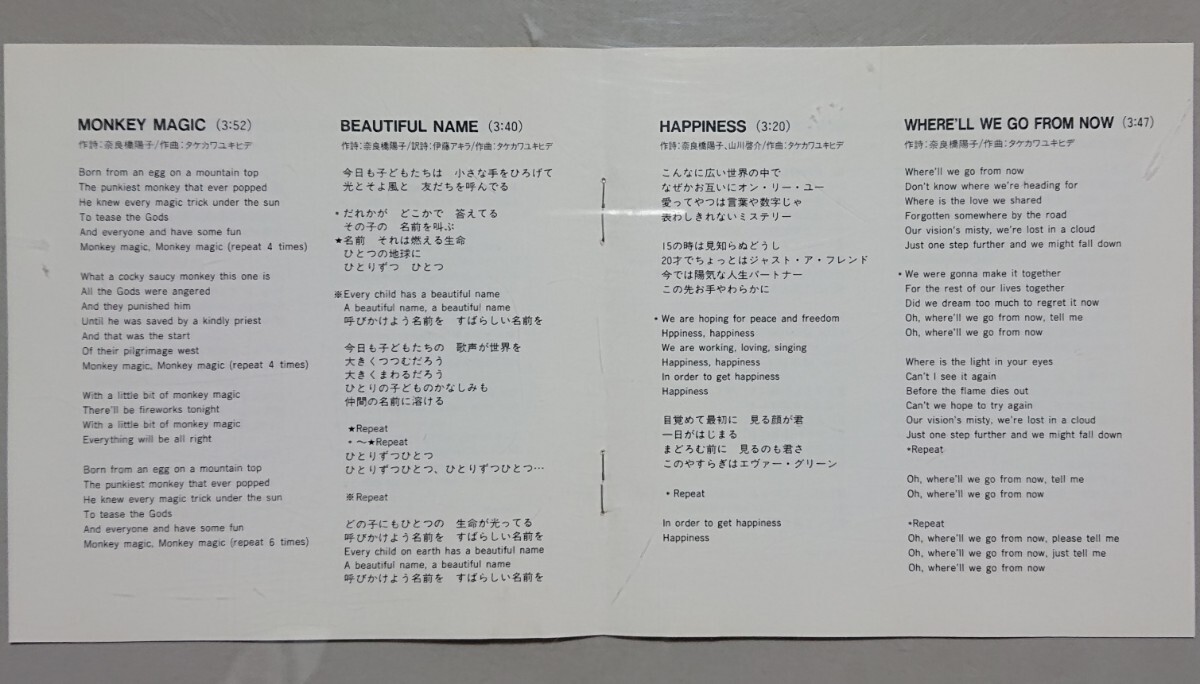 MONKEY MAGIC (3:52)
作詩:奈良橋陽子/作曲:タケカワユキヒデ
Born from an egg on a mountain top
The punkiest monkey that ever popped
He knew every magic trick under the sun
To tease the Gods
And everyone and have some fun
Monkey magic, Monkey magic (repeat 4 times)
What a cocky saucy monkey this one is
All the Gods were angered
And they punished him
Until he was saved by a kindly priest
And that was the start
Of their pilgrimage west
Monkey magic, Monkey magic (repeat 4 times)
With a little bit of monkey magic
There'll be fireworks tonight
With a little bit of monkey magic
Everything will be all right
Born from an egg on a mountain top
The punkiest monkey that ever popped
He knew every magic trick under the sun
To tease the Gods
And everyone and have some fun
Monkey magic, Monkey magic (repeat 6 times)
BEAUTIFUL NAME (3:40)
作詩:奈良橋陽子/訳詩:伊藤アキラ/作曲:タケカワユキヒデ
今日も子どもたちは 小さな手をひろげて
光とそよ風と 友だちを呼んでる
*だれかが どこかで 答えてる
その子の 名前を叫ぶ
★名前 それは燃える生命
ひとつの地球に
ひとりずつ ひとつ
※Every child has a beautiful name
A beautiful name, a beautiful name
呼びかけよう名前を すばらしい名前を
今日も子どもたちの 歌声が世界を
大きくつつむだろう
大きくまわるだろう
ひとりの子どものかなしみも
仲間の名前に溶ける
★Repeat
*〜★Repeat
ひとりずつひとつ
ひとりずつひとつ、ひとりずつひとつ…
※Repeat
どの子にもひとつの 生命が光ってる
呼びかけよう名前を すばらしい名前を
Every child on earth has a beautiful name
A beautiful name, a beautiful name
呼びかけよう名前を すばらしい名前を
HAPPINESS (3:20)
作詩:奈良橋陽子、山川啓介/作曲:タケカワユキヒデ
こんなに広い世界の中で
なぜかお互いにオン・リー・ユー
愛ってやつは言葉や数字じゃ
表わしきれないミステリー
15の時は見知らぬどうし
20才でちょっとはジャスト・ア・フレンド
今では陽気な人生パートナー
この先お手やわらかに
*We are hoping for peace and freedom
Hppiness, happiness
We are working, loving, singing
Happiness, happiness
In order to get happiness
Happiness
目覚めて最初に 見る顔が君
一日がはじまる
まどろむ前に 見るのも君さ
このやすらぎはエヴァー・グリーン
*Repeat
In order to get happiness
Happiness
WHERE'LL WE GO FROM NOW (3:47)
作詩:奈良橋陽子/作曲:タケカワユキヒデ
Where'll we go from now
Don't know where we're heading for
Where is the love we shared
Forgotten somewhere by the road
Our vision's misty, we're lost in a cloud
Just one step further and we might fall down
*We were gonna make it together
For the rest of our lives together
Did we dream too much to regret it now
Oh, where'll we go from now, tell me
Oh, where'll we go from now
Where is the light in your eyes
Can't I see it again
Before the flame dies out
Can't we hope to try again
Our vision's misty, we're lost in a cloud
Just one step further and we might fall down
*Repeat
Oh, where'll we go from now, tell me
Oh, where'll we go from now
*Repeat
Oh, where'll we go from now, please tell me
Oh, where'll we go from now, just tell me
Oh, where'll we go from now